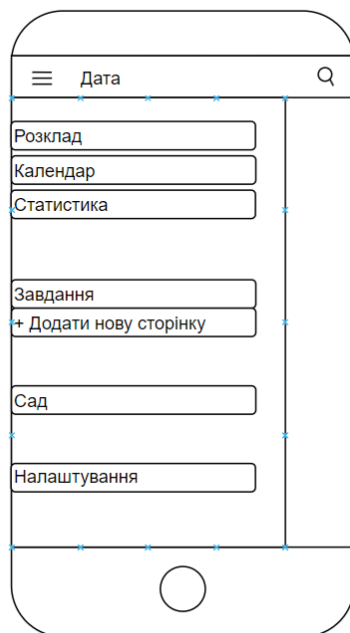 Дата
Розклад
Календар
Статистика
Завдання
+ Додати нову сторінку
Сад
Налаштування